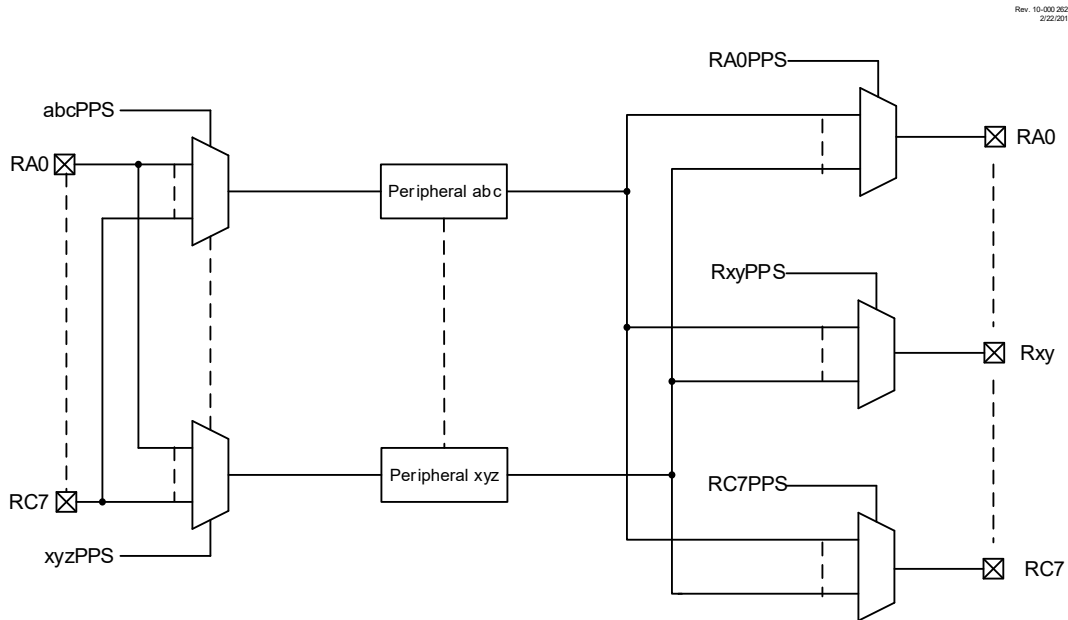 Rev. 10-000 262
2/22/201
RA0PPS
abcPPS
RA0
RA0
Peripheral abc
RxyPPS
Rxy
Peripheral xyz
RC7PPS
RC7
xyzPPS
RC7